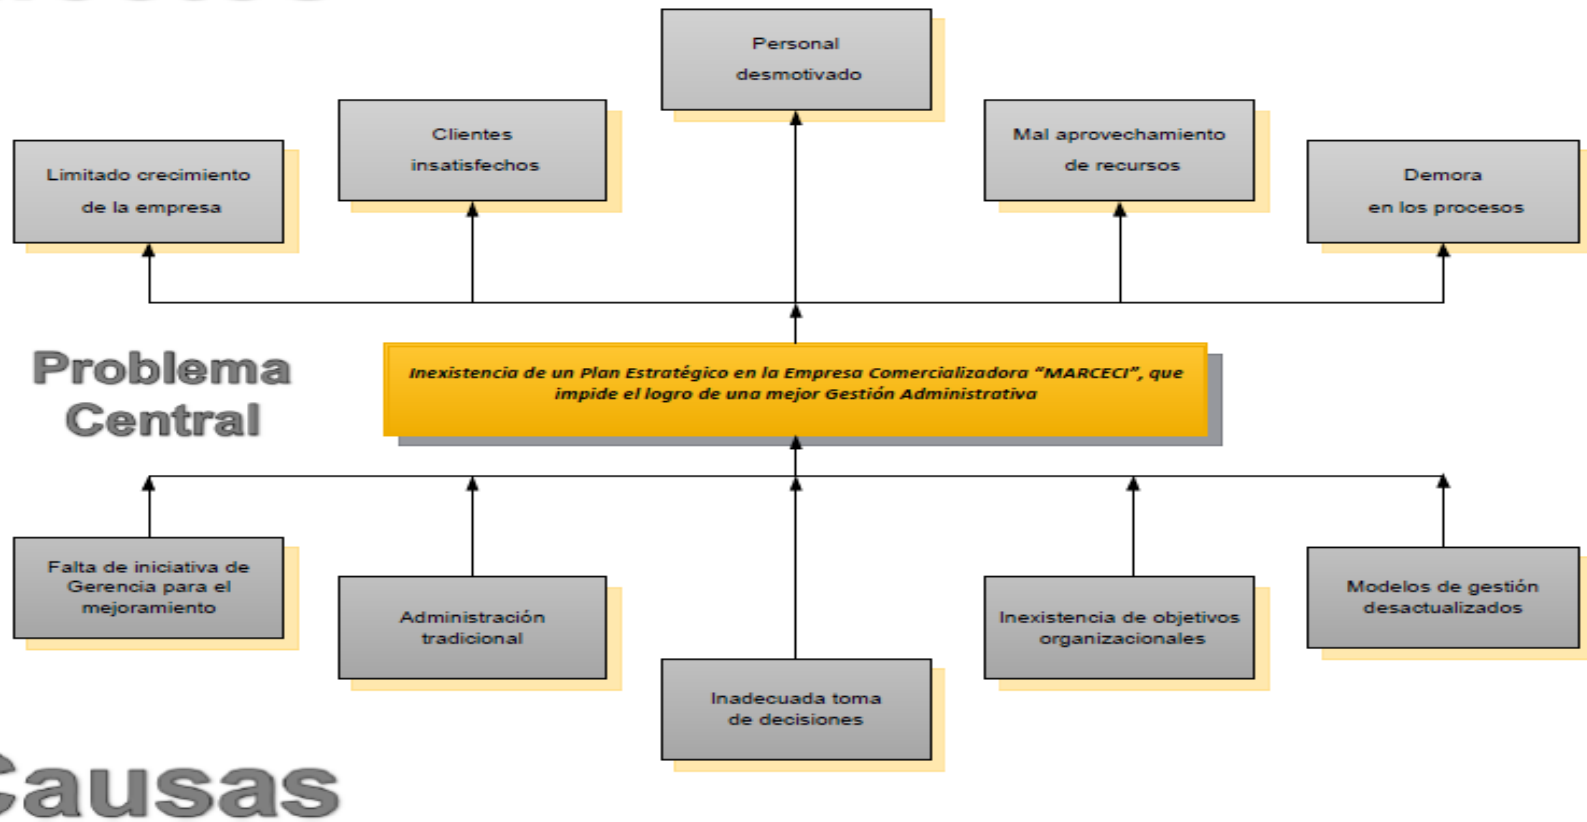 Personal
desmotivado
Clientes
insatisfechos
Mal aprovechamiento
de recursos
Limitado crecimiento
de la empresa
Demora
en los procesos
Problema
Central
Inexistencia de un Plan Estratégico en la Empresa Comercializadora “MARCECI”, que
impide el logro de una mejor Gestión Administrativa
Falta de iniciativa de
Gerencia para el
mejoramiento
Administración
tradicional
Inadecuada toma
de decisiones
Inexistencia de objetivos
organizacionales
Modelos de gestión
desactualizados
Causas